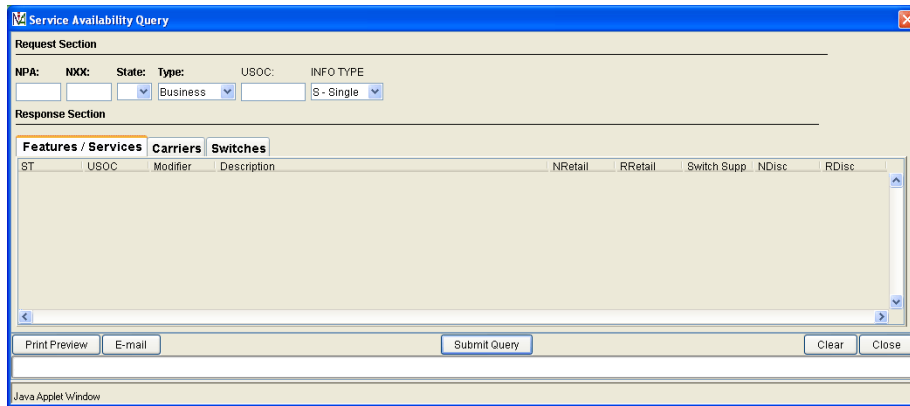 Service Availability Query
Request Section
NPA: NXX: State: Type: USOC: INFO TYPE
Business S - Single
Response Section
Features / Services Carriers Switches
ST USOC Modifier Description NRetail RRetail Switch Supp NDisc RDisc
Print Preview E-mail Submit Query Clear Close
Java Applet Window